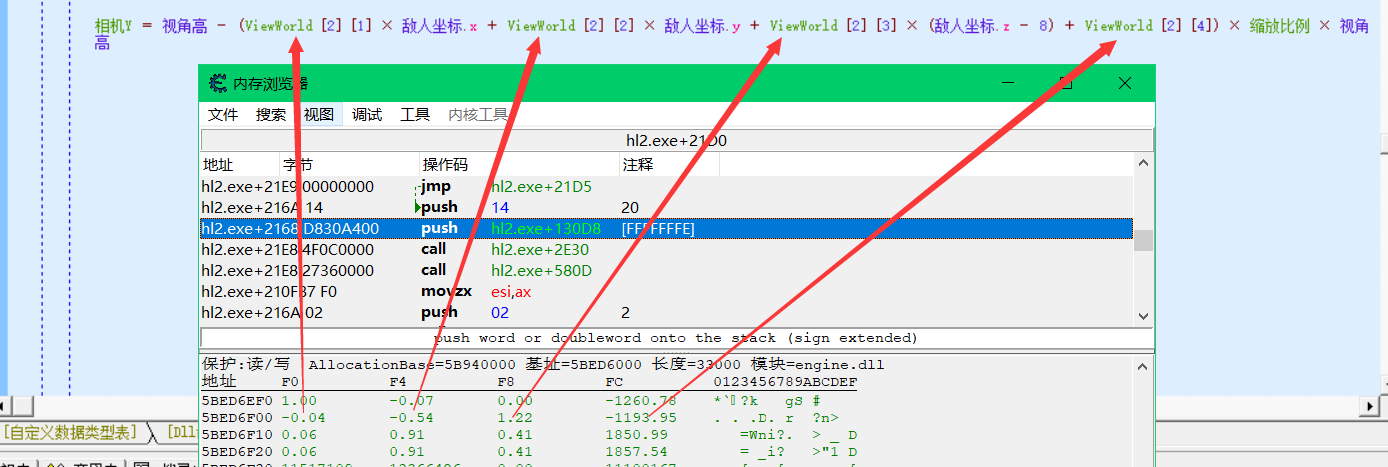 相机Y = 视角高 - (ViewWorld [2] [1] × 敌人坐标.x + ViewWorld [2] [2] × 敌人坐标.y + ViewWorld [2] [3] × (敌人坐标.z - 8) + ViewWorld [2] [4]) × 缩放比例 × 视角
高
内存浏览器
文件 搜索 视图 调试 工具 内核工具
hl2.exe+21D0
地址 字节 操作码 注释
hl2.exe+21E9 00000000 jmp hl2.exe+21D5
hl2.exe+216A 14 push 14 20
hl2.exe+2168 D830A400 push hl2.exe+130D8 [FFFFFFFE]
hl2.exe+21E8 4F0C0000 call hl2.exe+2E30
hl2.exe+21E8 27360000 call hl2.exe+580D
hl2.exe+210FB7 F0 movzx esi,ax
hl2.exe+216A 02 push 02 2
push word or doubleword onto the stack (sign extended)
保护:读/写 AllocationBase=5B940000 基址=5BED6000 长度=33000 模块=engine.dll
地址 F0 F4 F8 FC 0123456789ABCDEF
5BED6EF0 1.00 -0.07 0.00 -1260.78
5BED6F00 -0.04 -0.54 1.22 -1193.95
5BED6F10 0.06 0.91 0.41 1850.99
5BED6F20 0.06 0.91 0.41 1857.54
[自定义数据类型表]